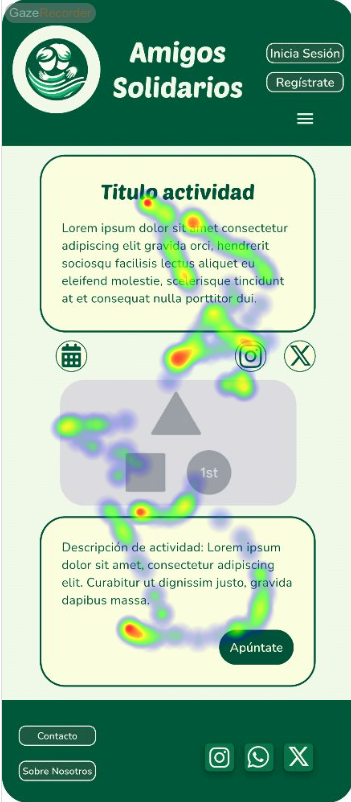 GazeRecorder
Amigos
Solidarios
Inicia Sesión
Regístrate
Titulo actividad
Lorem ipsum dolor sit amet consectetur
adipiscing elit gravida orci, hendrerit
sociosqu facilisis lectus aliquet eu
eleifend molestie, scelerisque tincidunt
at et consequat nulla porttitor dui.
1st
Descripción de actividad: Lorem ipsum
dolor sit amet, consectetur adipiscing
elit. Curabitur ut dignissim justo, gravida
dapibus massa.
Apúntate
Contacto
Sobre Nosotros